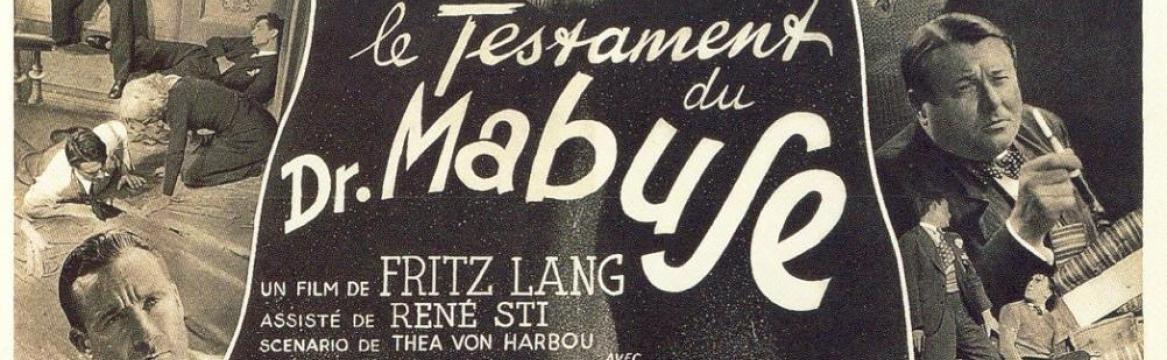 le Testament
du
Dr. Mabuse
UN FILM DE FRITZ LANG
ASSISTÉ DE RENÉ STI
SCENARIO DE THEA VON HARBOU
AVEC